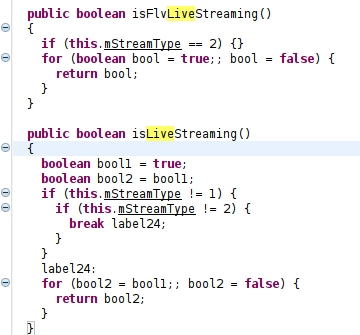 public boolean isFlvLiveStreaming()
{
if (this.mStreamType == 2) {}
for (boolean bool = true;; bool = false) {
return bool;
}
}
public boolean isLiveStreaming()
{
boolean bool1 = true;
boolean bool2 = bool1;
if (this.mStreamType != 1) {
if (this.mStreamType != 2) {
break label24;
}
}
label24:
for (bool2 = bool1;; bool2 = false) {
return bool2;
}
}